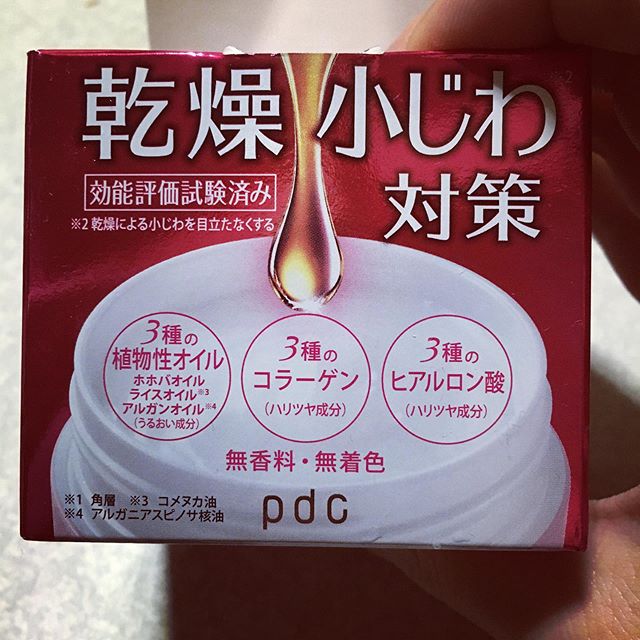 乾燥 小じわ※2
対策
効能評価試験済み
※2 乾燥による小じわを目立たなくする
3種の
植物性オイル
ホホバオイル
ライスオイル※3
アルガンオイル※4
(うるおい成分)
3種の
コラーゲン
(ハリツヤ成分)
3種の
ヒアルロン酸
(ハリツヤ成分)
無香料・無着色
pdc
※1 角層 ※3 コメヌカ油
※4 アルガニアスピノサ核油